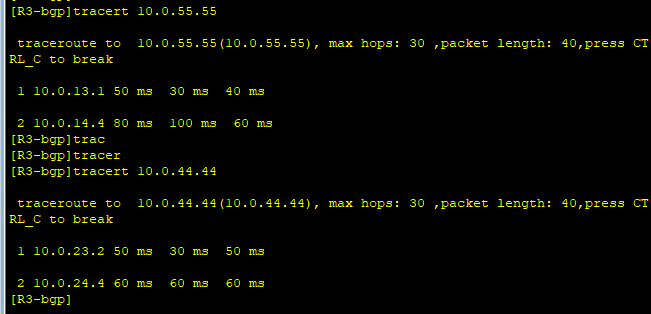 [R3-bgp]tracert 10.0.55.55
traceroute to  10.0.55.55(10.0.55.55), max hops: 30 ,packet length: 40,press CT
RL_C to break
1 10.0.13.1 50 ms  30 ms  40 ms
2 10.0.14.4 80 ms  100 ms  60 ms
[R3-bgp]trac
[R3-bgp]tracer
[R3-bgp]tracert 10.0.44.44
traceroute to  10.0.44.44(10.0.44.44), max hops: 30 ,packet length: 40,press CT
RL_C to break
1 10.0.23.2 50 ms  30 ms  50 ms
2 10.0.24.4 60 ms  60 ms  60 ms
[R3-bgp]